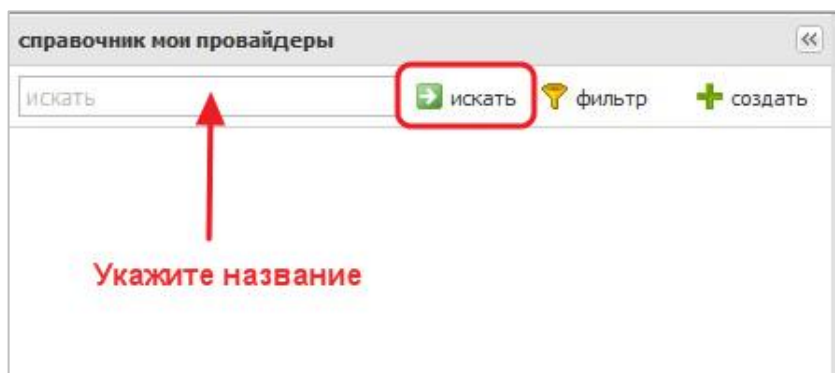 справочник мои провайдеры
искать искать фильтр создать
Укажите название